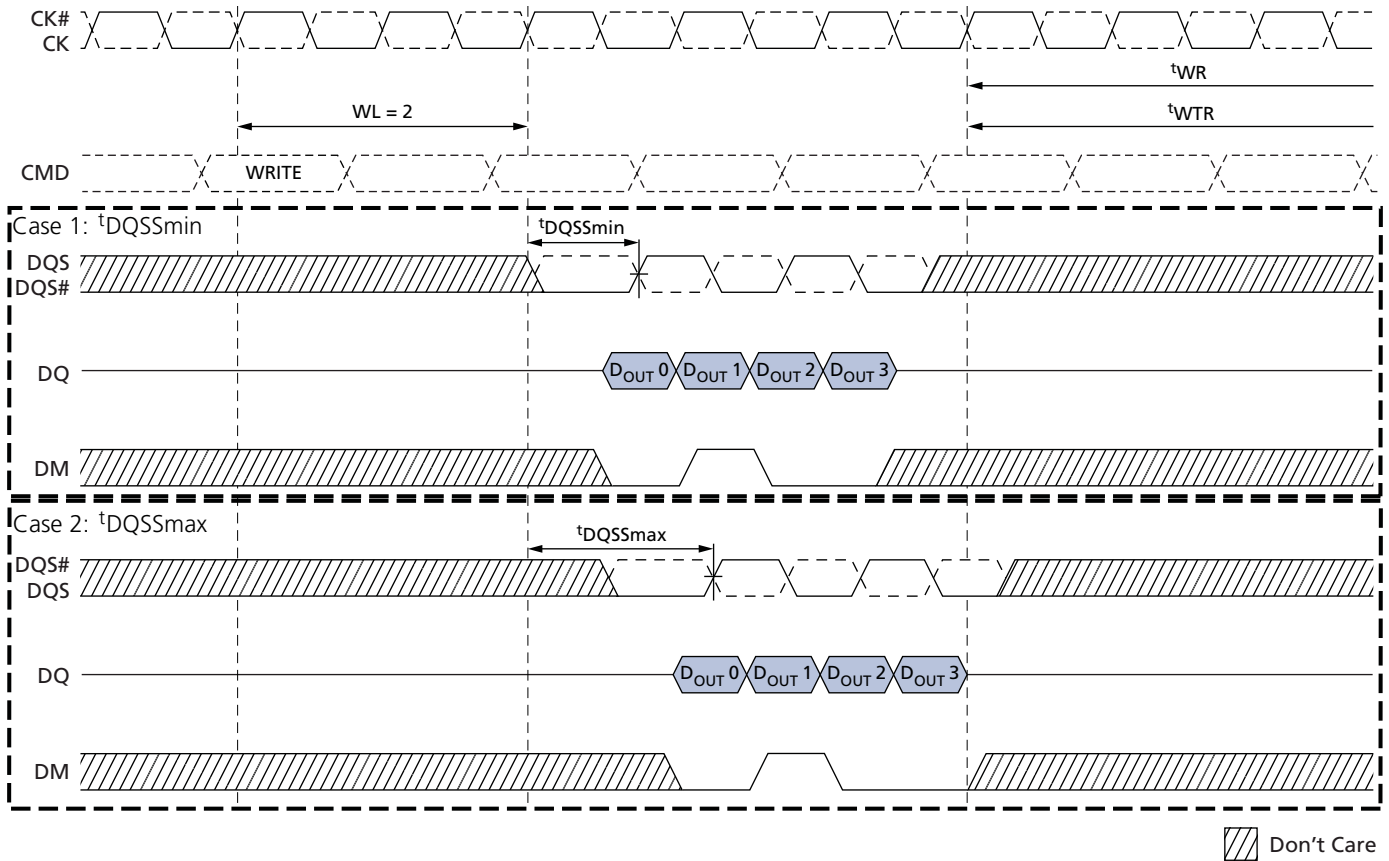 CK#
CK
tWR
WL = 2
tWTR
CMD
WRITE
Case 1: tDQSSmin
tDQSSmin
DQS
DQS#
DQ
DOUT 0
DOUT 1
DOUT 2
DOUT 3
DM
Case 2: tDQSSmax
tDQSSmax
DQS#
DQS
DQ
DOUT 0
DOUT 1
DOUT 2
DOUT 3
DM
Don't Care